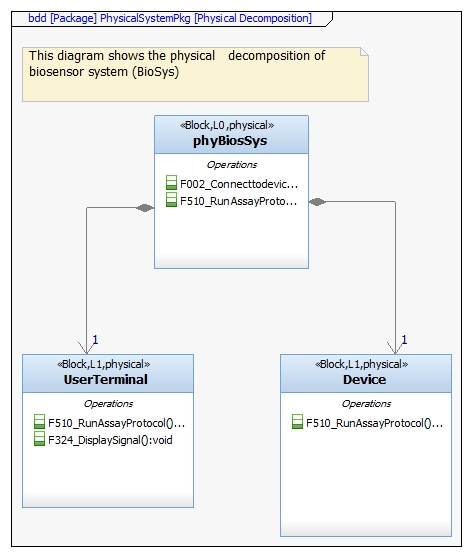 bdd [Package] PhysicalSystemPkg [Physical Decomposition]
This diagram shows the physical decomposition of
biosensor system (BioSys)
«Block,L0,physical»
phyBiosSys
Operations
F002_Connecttodevic...
F510_RunAssayProto...
1
1
«Block,L1,physical»
UserTerminal
Operations
F510_RunAssayProtocol()...
F324_DisplaySignal():void
«Block,L1,physical»
Device
Operations
F510_RunAssayProtocol()...